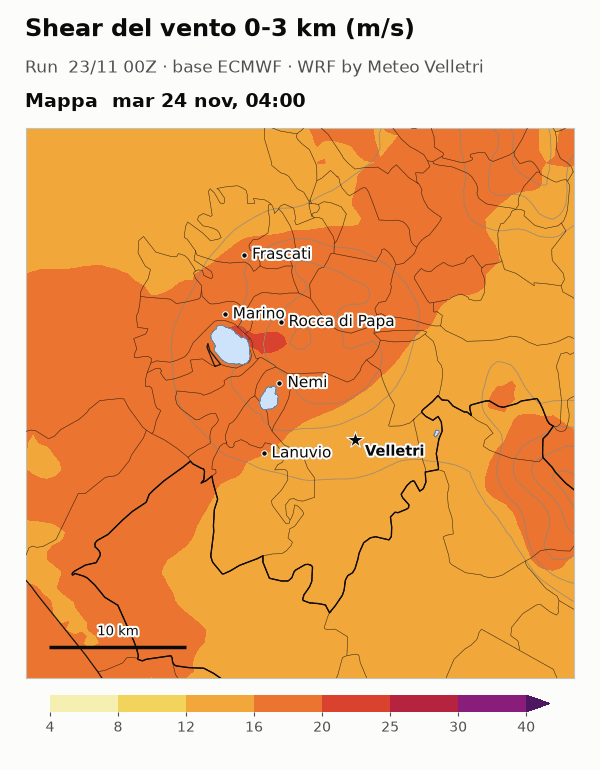 Shear del vento 0-3 km (m/s)
Run  23/11 00Z · base ECMWF · WRF by Meteo Velletri
Mappa  mar 24 nov, 04:00
Frascati
Marino
Rocca di Papa
Nemi
Velletri
Lanuvio
10 km
4 8 12 16 20 25 30 40